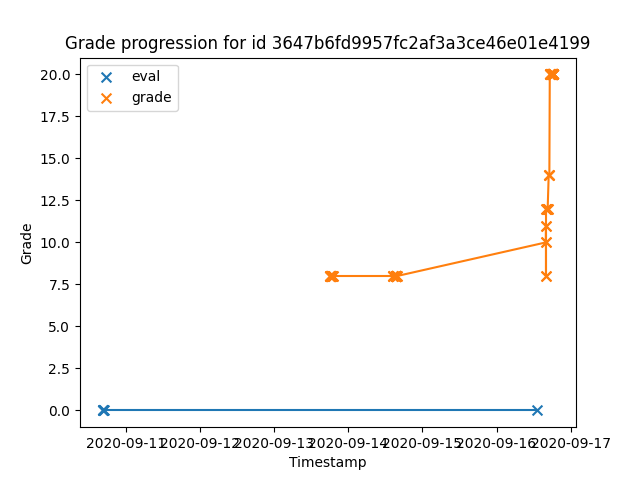 Grade progression for id 3647b6fd9957fc2af3a3ce46e01e4199
eval
grade
20.0
17.5
15.0
12.5
10.0
7.5
5.0
2.5
0.0
Grade
2020-09-11 2020-09-12 2020-09-13 2020-09-14 2020-09-15 2020-09-16 2020-09-17
Timestamp